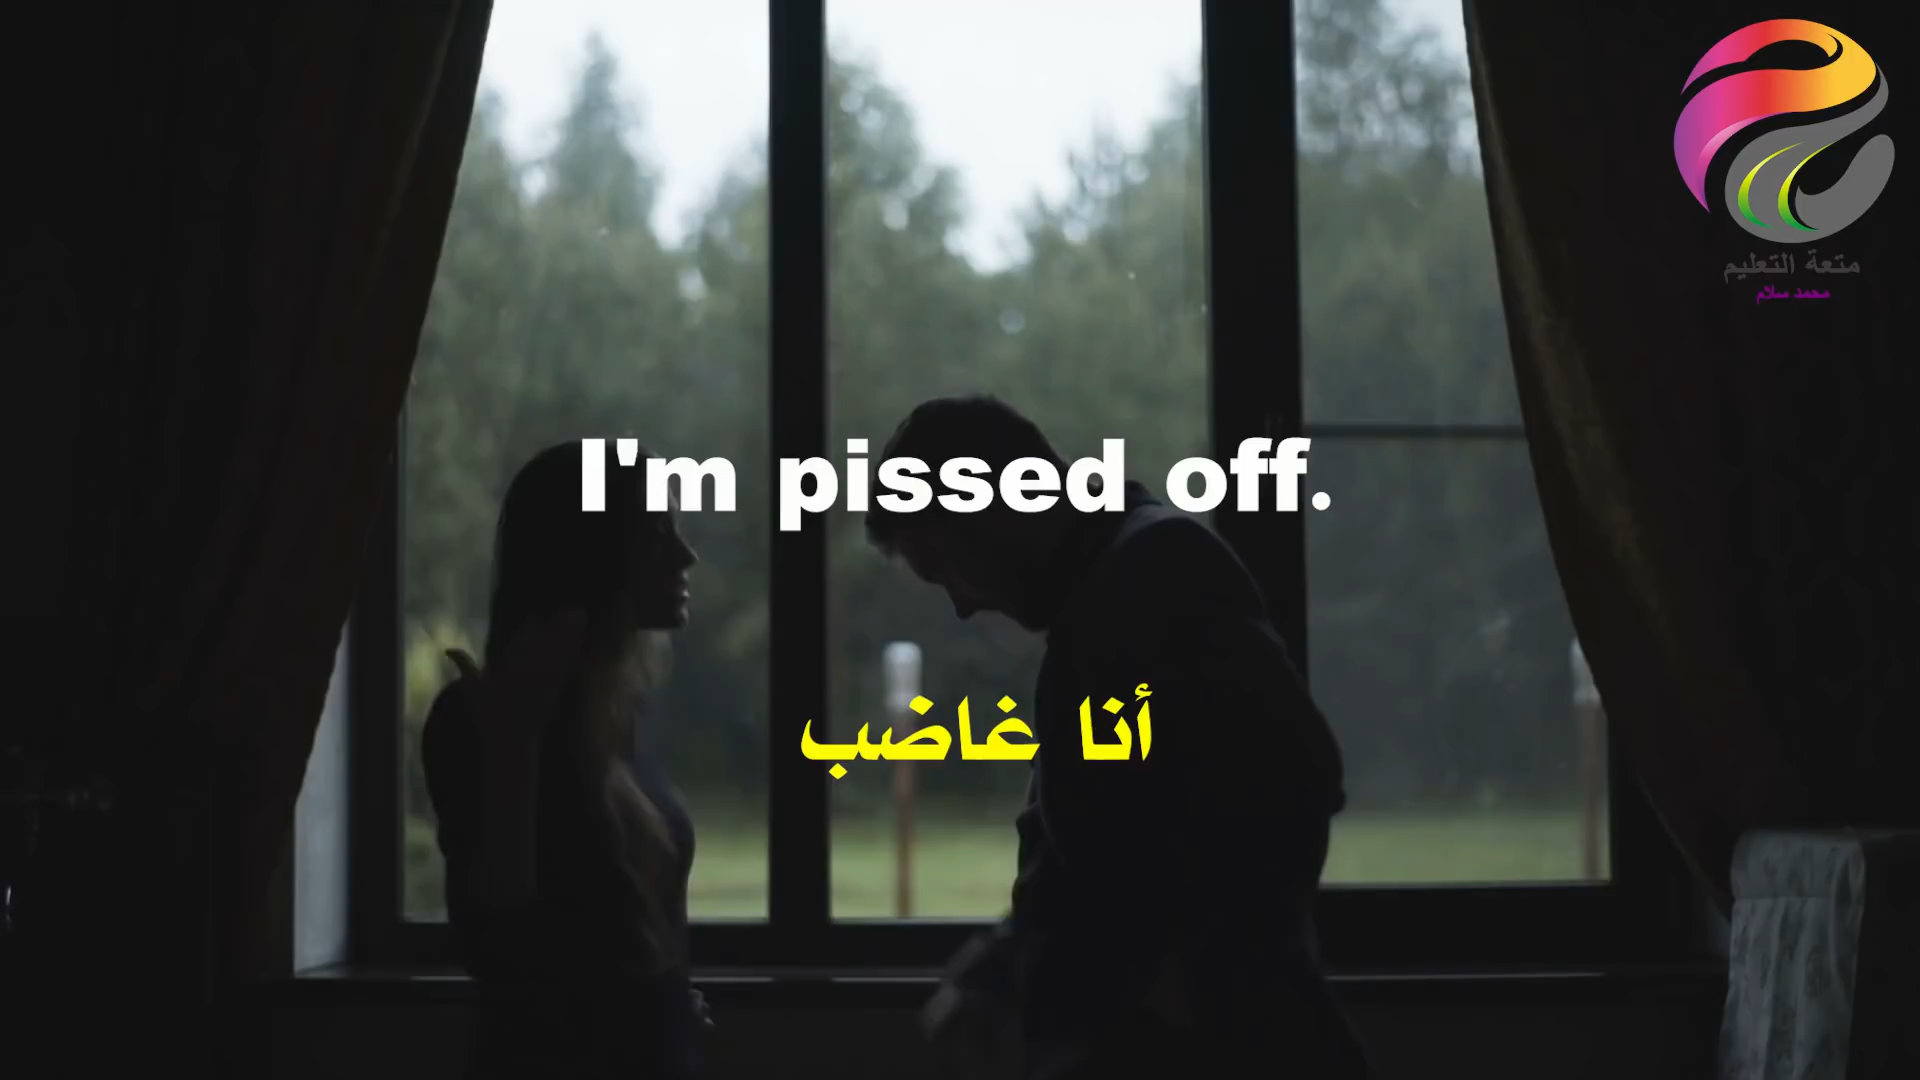 متعة التعليم
محمد سلام
I'm pissed off.
أنا غاضب